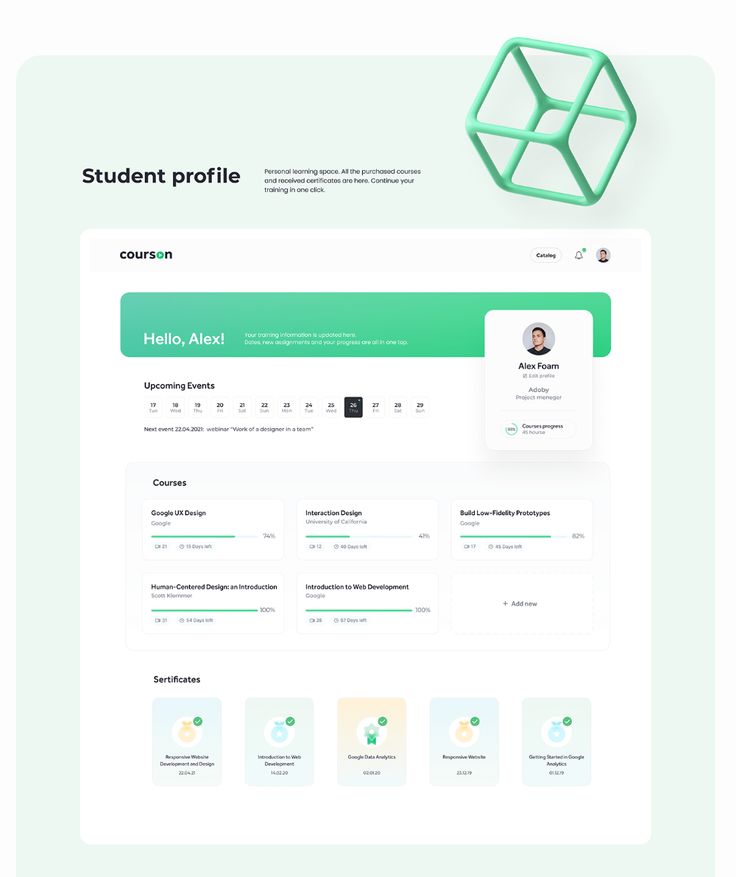 Student profile
Personal learning space. All the purchased courses
and received certificates are here. Continue your
training in one click.
courson
Catalog
Hello, Alex!
Your training information is updated here.
Dates, new assignments and your progress are all in one top.
Alex Foam
Edit profile
Adoby
Project meneger
Courses progress
45 hourse
Upcoming Events
17 18 19 20 21 22 23 24 25 26 27 28 29
Tue Wed Thu Fri Sat Sun Mon Tue Wed Thu Fri Sat Sun
Next event 22.04.2021: webinar "Work of a designer in a team"
Courses
Google UX Design
Google
74%
21 13 Days left
Interaction Design
University of California
41%
12 40 Days left
Build Low-Fidelity Prototypes
Google
82%
17 45 Days left
Human-Centered Design: an Introduction
Scott Klemmer
100%
31 54 Days left
Introduction to Web Development
Google
100%
26 Days left
+ Add new
Sertificates
Responsive Website
Development and Design
22.04.21
Introduction to Web
Development
14.02.20
Google Data Analytics
02.01.20
Responsive Website
23.12.19
Getting Started in Google
Analytics
01.12.19